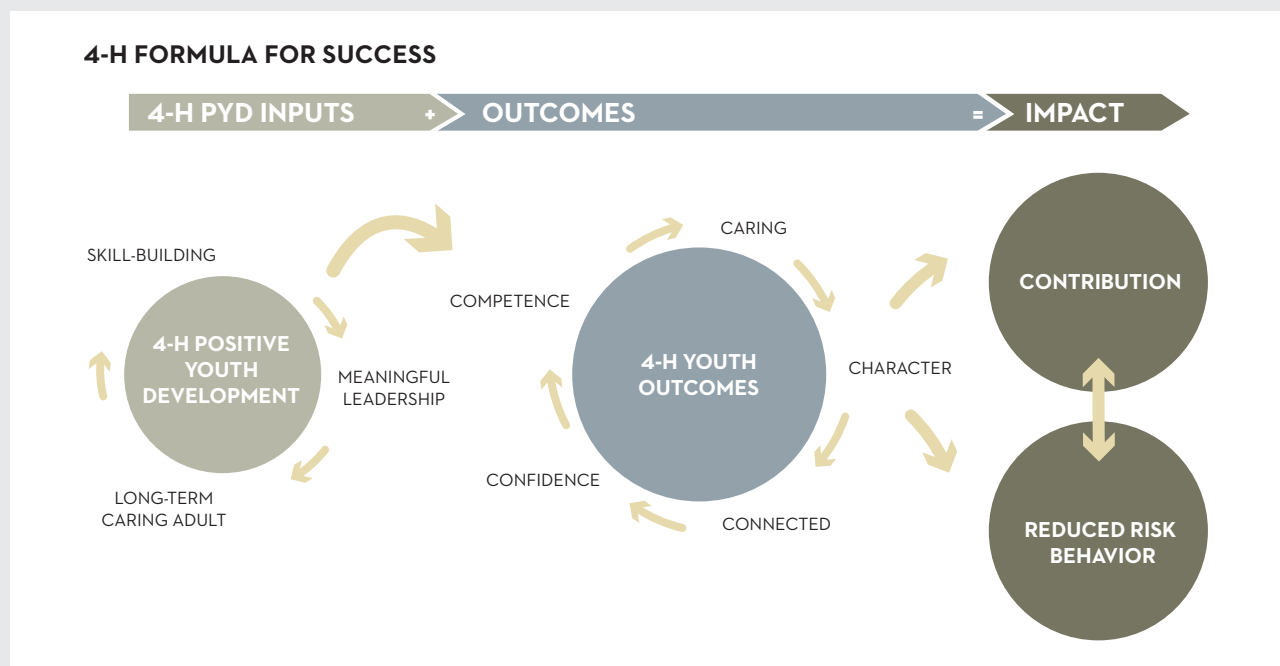 4-H FORMULA FOR SUCCESS
4-H PYD INPUTS + OUTCOMES = IMPACT
SKILL-BUILDING
4-H POSITIVE
YOUTH
DEVELOPMENT
MEANINGFUL
LEADERSHIP
LONG-TERM
CARING ADULT
CARING
COMPETENCE
4-H YOUTH
OUTCOMES
CHARACTER
CONFIDENCE
CONNECTED
CONTRIBUTION
REDUCED RISK
BEHAVIOR